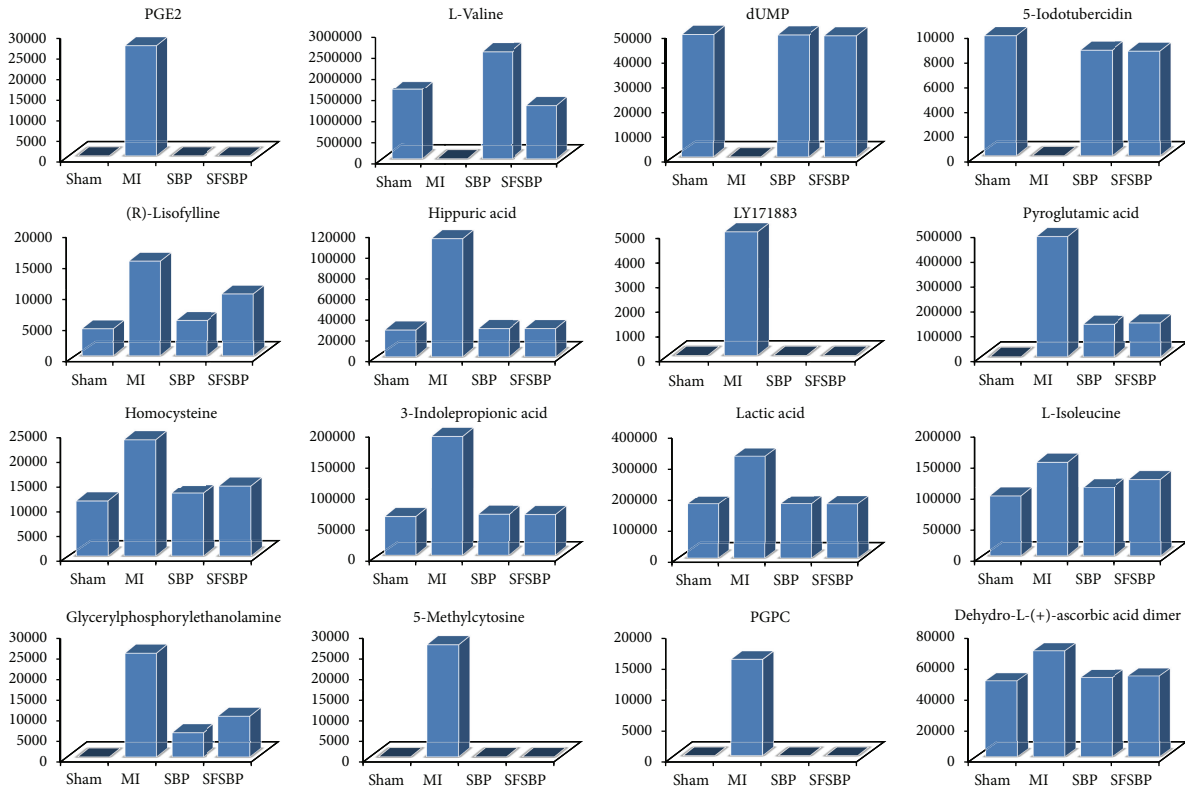 PGE2
30000
25000
20000
15000
10000
5000
0
Sham MI SBP SFSBP
L-Valine
3000000
2500000
2000000
1500000
1000000
500000
0
Sham MI SBP SFSBP
dUMP
50000
40000
30000
20000
10000
0
Sham MI SBP SFSBP
5-Iodotubercidin
10000
8000
6000
4000
2000
0
Sham MI SBP SFSBP
(R)-Lisofylline
20000
15000
10000
5000
0
Sham MI SBP SFSBP
Hippuric acid
120000
100000
80000
60000
40000
20000
0
Sham MI SBP SFSBP
LY171883
5000
4000
3000
2000
1000
0
Sham MI SBP SFSBP
Pyroglutamic acid
500000
400000
300000
200000
100000
0
Sham MI SBP SFSBP
Homocysteine
25000
20000
15000
10000
5000
0
Sham MI SBP SFSBP
3-Indolepropionic acid
200000
150000
100000
50000
0
Sham MI SBP SFSBP
Lactic acid
400000
300000
200000
100000
0
Sham MI SBP SFSBP
L-Isoleucine
200000
150000
100000
50000
0
Sham MI SBP SFSBP
Glycerylphosphorylethanolamine
30000
25000
20000
15000
10000
5000
0
Sham MI SBP SFSBP
5-Methylcytosine
30000
25000
20000
15000
10000
5000
0
Sham MI SBP SFSBP
PGPC
20000
15000
10000
5000
0
Sham MI SBP SFSBP
Dehydro-L-(+)-ascorbic acid dimer
80000
60000
40000
20000
0
Sham MI SBP SFSBP